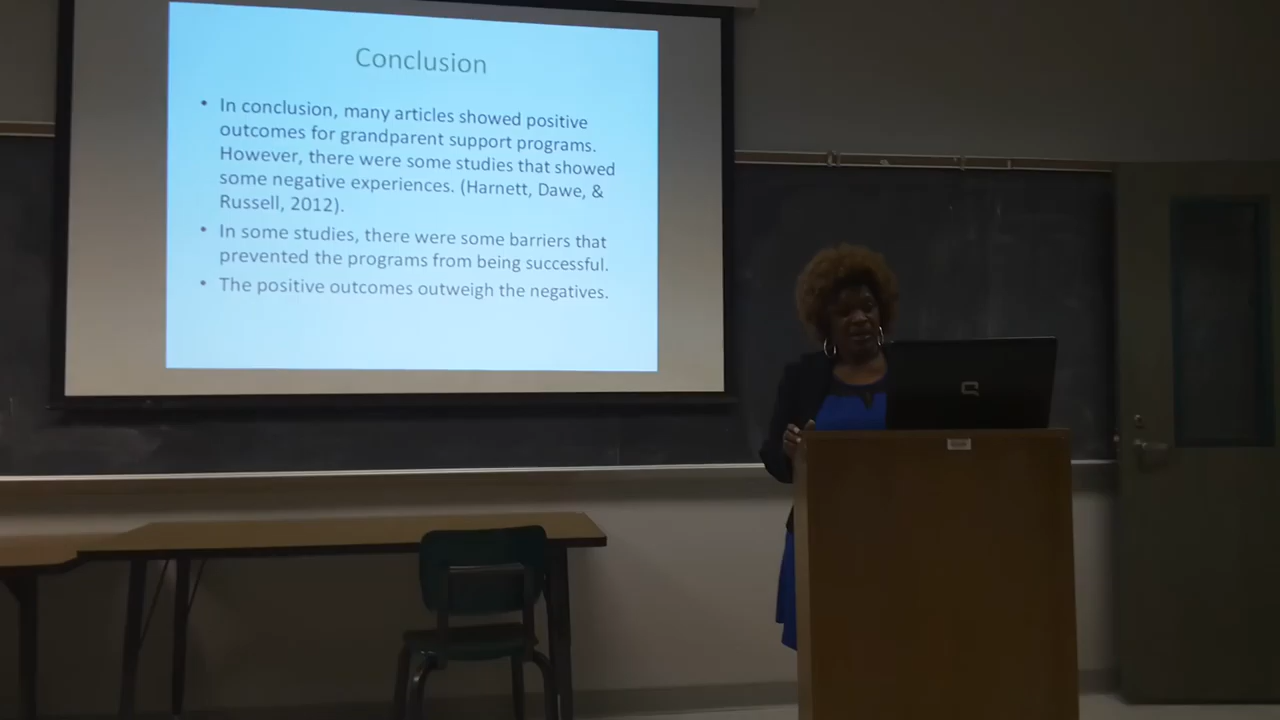 Conclusion
• In conclusion, many articles showed positive
outcomes for grandparent support programs.
However, there were some studies that showed
some negative experiences. (Harnett, Dawe, &
Russell, 2012).
• In some studies, there were some barriers that
prevented the programs from being successful.
• The positive outcomes outweigh the negatives.